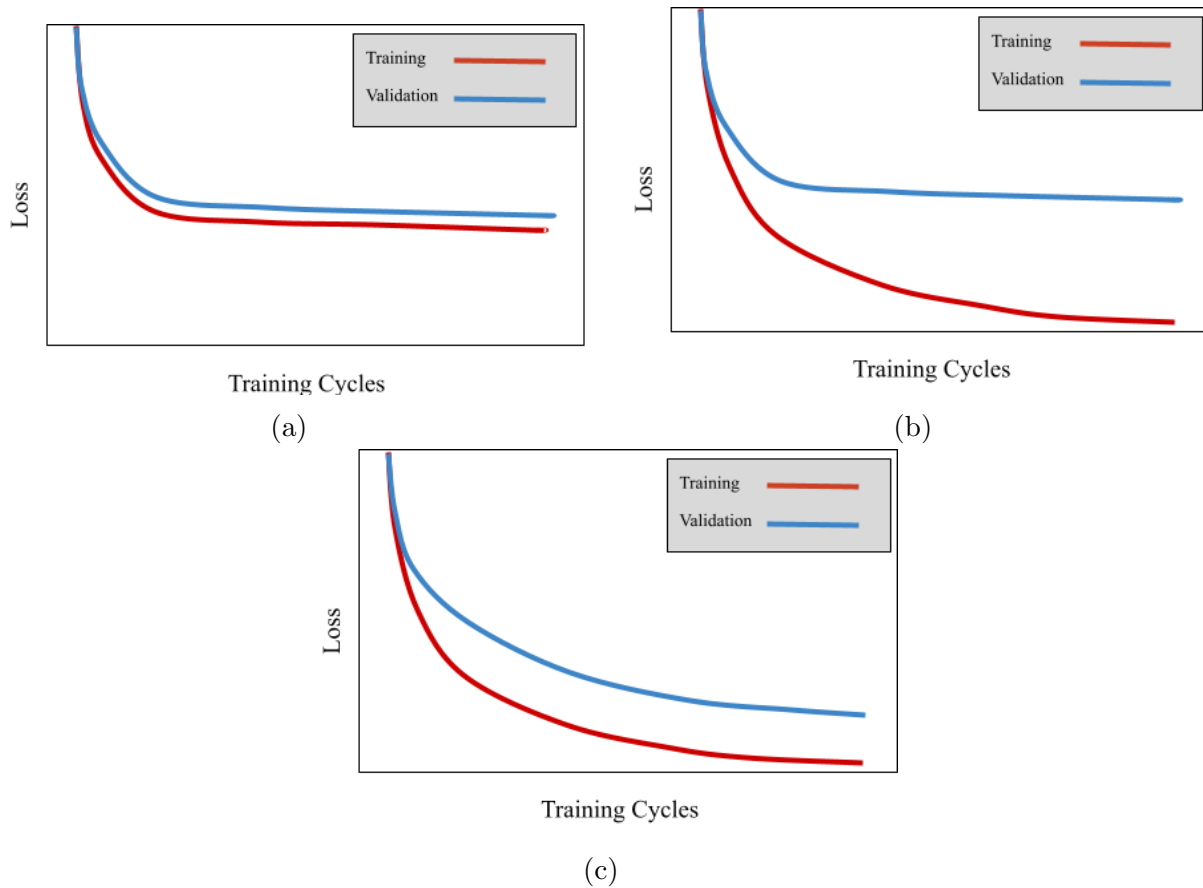 Training
Validation
Loss
Training Cycles
(a)
Training
Validation
Loss
Training Cycles
(b)
Training
Validation
Loss
Training Cycles
(c)